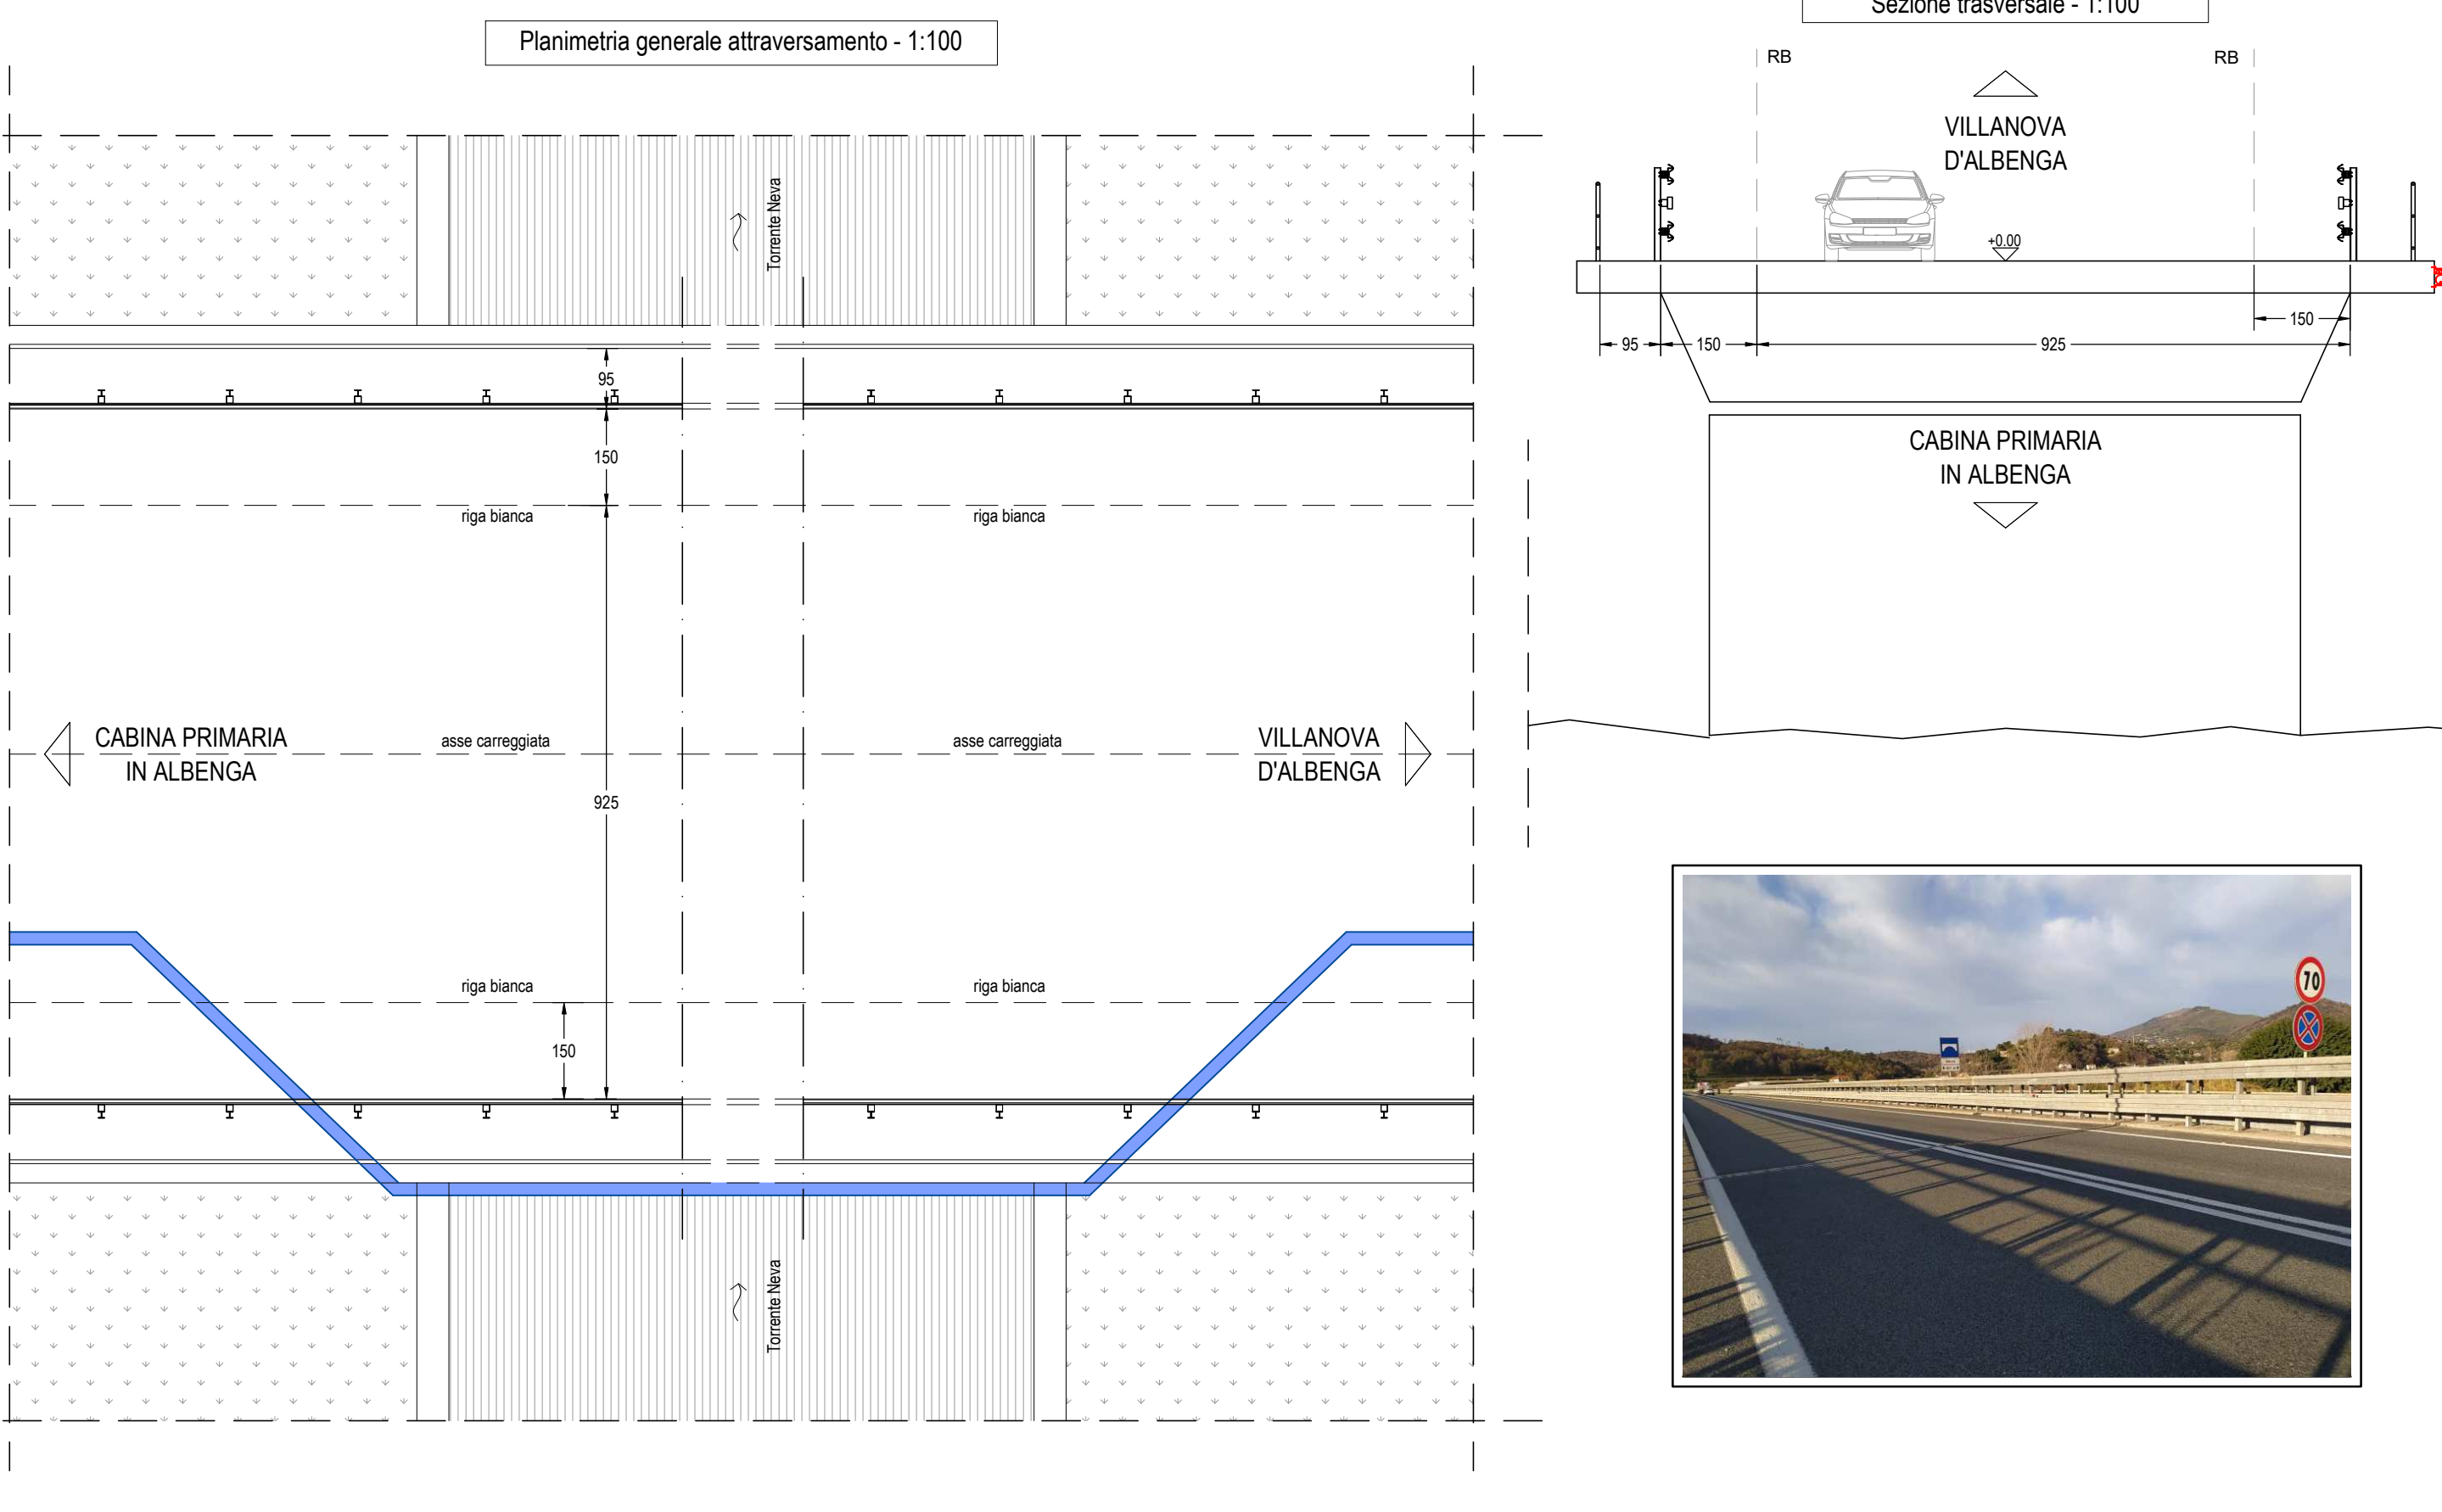 Planimetria generale attraversamento - 1:100
Torrente Neva
95
150
riga bianca
riga bianca
CABINA PRIMARIA
IN ALBENGA
asse carreggiata
asse carreggiata
VILLANOVA
D'ALBENGA
925
riga bianca
riga bianca
150
Torrente Neva
Sezione trasversale - 1:100
RB
RB
VILLANOVA
D'ALBENGA
+0.00
95
150
925
150
CABINA PRIMARIA
IN ALBENGA
70